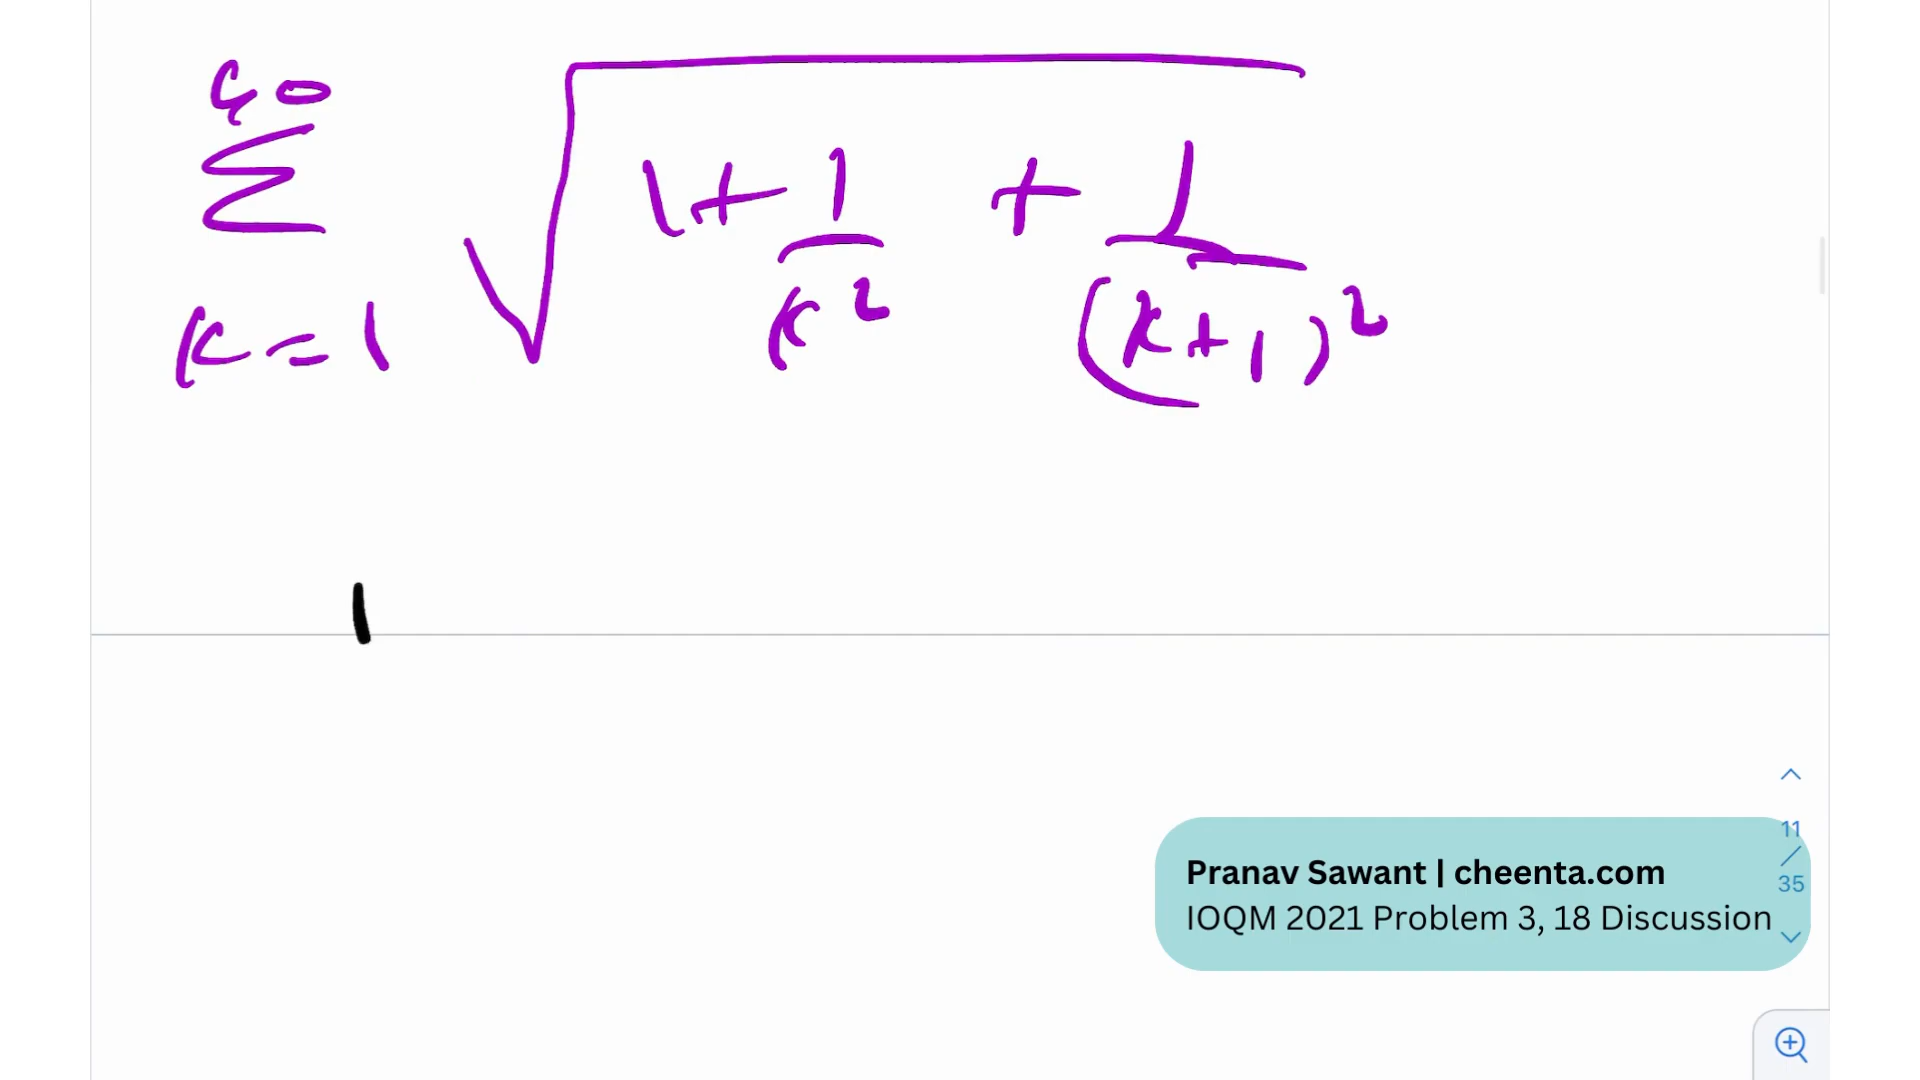 40
∑ √ 1 + 1/k² + 1/(k+1)²
k = 1
1
11
/
35
Pranav Sawant | cheenta.com
IOQM 2021 Problem 3, 18 Discussion